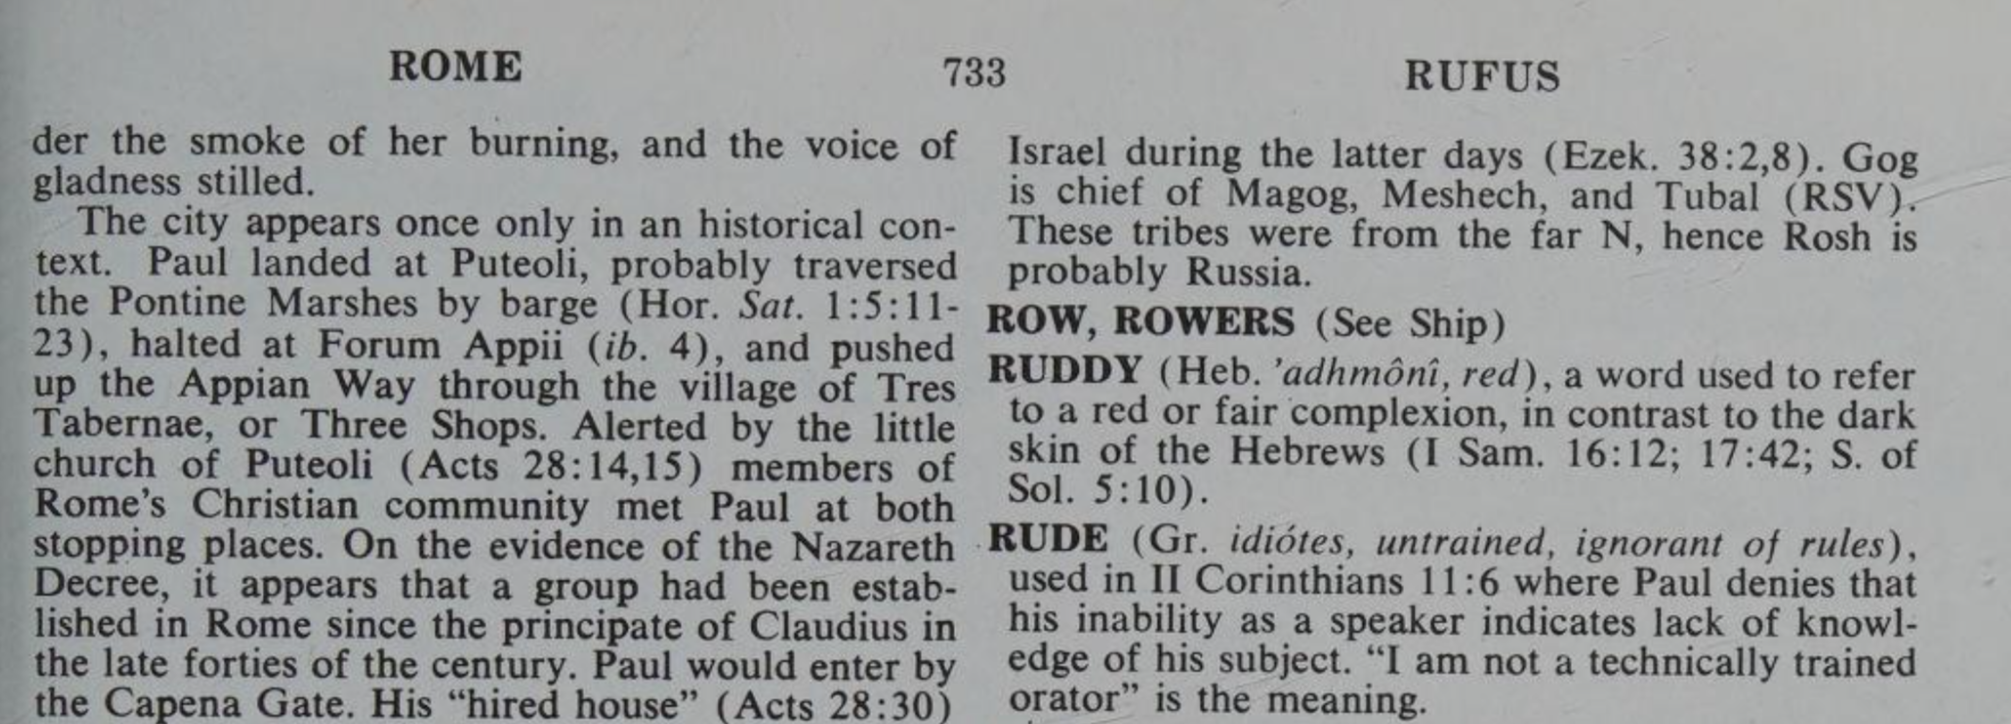 ROME 733 RUFUS
der the smoke of her burning, and the voice of
gladness stilled.
The city appears once only in an historical con-
text. Paul landed at Puteoli, probably traversed
the Pontine Marshes by barge (Hor. Sat. 1:5:11-
23), halted at Forum Appii (ib. 4), and pushed
up the Appian Way through the village of Tres
Tabernae, or Three Shops. Alerted by the little
church of Puteoli (Acts 28:14,15) members of
Rome's Christian community met Paul at both
stopping places. On the evidence of the Nazareth
Decree, it appears that a group had been estab-
lished in Rome since the principate of Claudius in
the late forties of the century. Paul would enter by
the Capena Gate. His “hired house” (Acts 28:30)
Israel during the latter days (Ezek. 38:2,8). Gog
is chief of Magog, Meshech, and Tubal (RSV).
These tribes were from the far N, hence Rosh is
probably Russia.
ROW, ROWERS (See Ship)
RUDDY (Heb. 'adhmônî, red), a word used to refer
to a red or fair complexion, in contrast to the dark
skin of the Hebrews (I Sam. 16:12; 17:42; S. of
Sol. 5:10).
RUDE (Gr. idiótes, untrained, ignorant of rules),
used in II Corinthians 11:6 where Paul denies that
his inability as a speaker indicates lack of knowl-
edge of his subject. “I am not a technically trained
orator” is the meaning.